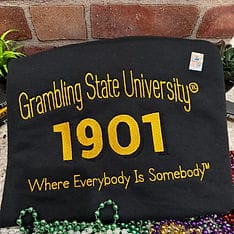 Grambling State University®
1901
Where Everybody Is Somebody™